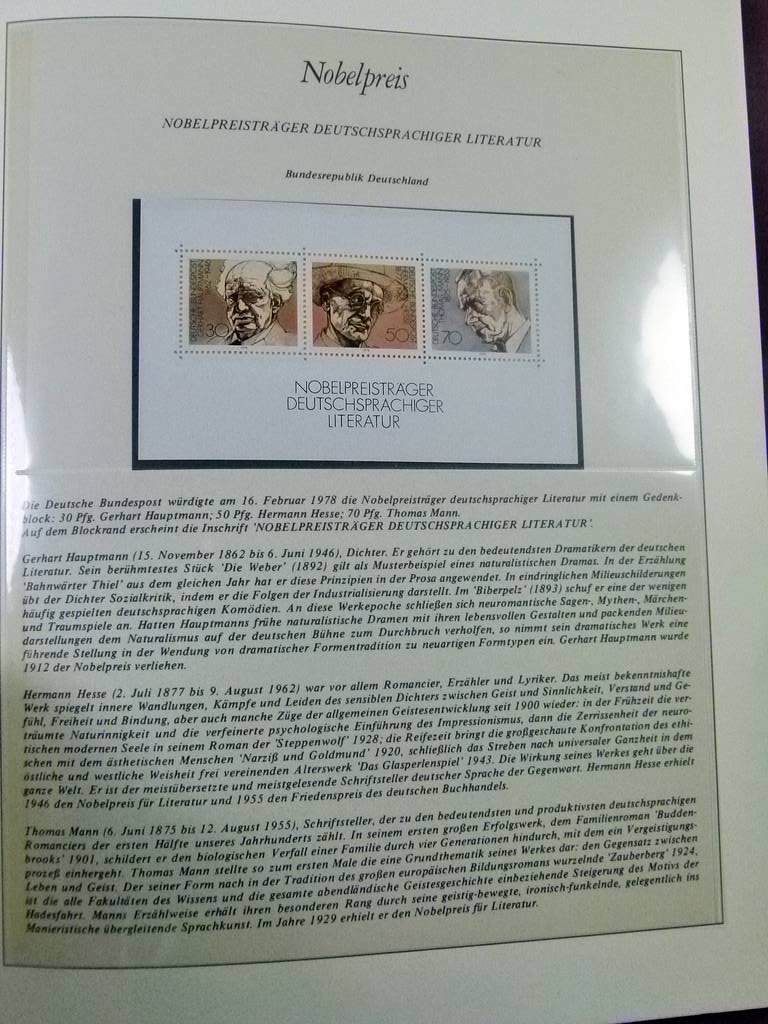 Nobelpreis
NOBELPREISTRÄGER DEUTSCHSPRACHIGER LITERATUR
Bundesrepublik Deutschland
DEUTSCHE BUNDESPOST
GERHART HAUPTMANN
1862-1946
30
50
DEUTSCHE BUNDESPOST
THOMAS MANN
70
NOBELPREISTRÄGER
DEUTSCHSPRACHIGER
LITERATUR
Die Deutsche Bundespost würdigte am 16. Februar 1978 die Nobelpreisträger deutschsprachiger Literatur mit einem Gedenk-
block: 30 Pfg. Gerhart Hauptmann; 50 Pfg. Hermann Hesse; 70 Pfg. Thomas Mann.
Auf dem Blockrand erscheint die Inschrift 'NOBELPREISTRÄGER DEUTSCHSPRACHIGER LITERATUR'.
Gerhart Hauptmann (15. November 1862 bis 6. Juni 1946), Dichter. Er gehört zu den bedeutendsten Dramatikern der deutschen
Literatur. Sein berühmtestes Stück 'Die Weber' (1892) gilt als Musterbeispiel eines naturalistischen Dramas. In der Erzählung
'Bahnwärter Thiel' aus dem gleichen Jahr hat er diese Prinzipien in der Prosa angewendet. In eindringlichen Milieuschilderungen
übt der Dichter Sozialkritik, indem er die Folgen der Industrialisierung darstellt. Im 'Biberpelz' (1893) schuf er eine der wenigen
häufig gespielten deutschsprachigen Komödien. An diese Werkepoche schließen sich neuromantische Sagen-, Mythen-, Märchen-
und Traumspiele an. Hatten Hauptmanns frühe naturalistische Dramen mit ihren lebensvollen Gestalten und packenden Milieu-
darstellungen dem Naturalismus auf der deutschen Bühne zum Durchbruch verholfen, so nimmt sein dramatisches Werk eine
führende Stellung in der Wendung von dramatischer Formentradition zu neuartigen Formtypen ein. Gerhart Hauptmann wurde
1912 der Nobelpreis verliehen.
Hermann Hesse (2. Juli 1877 bis 9. August 1962) war vor allem Romancier, Erzähler und Lyriker. Das meist bekenntnishafte
Werk spiegelt innere Wandlungen, Kämpfe und Leiden des sensiblen Dichters zwischen Geist und Sinnlichkeit, Verstand und Ge-
fühl, Freiheit und Bindung, aber auch manche Züge der allgemeinen Geistesentwicklung seit 1900 wieder: in der Frühzeit die ver-
träumte Naturinnigkeit und die verfeinerte psychologische Einführung des Impressionismus, dann die Zerrissenheit der neuro-
tischen modernen Seele in seinem Roman der 'Steppenwolf' 1928; die Reifezeit bringt die großgeschaute Konfrontation des ethi-
schen mit dem ästhetischen Menschen 'Narziß und Goldmund' 1920, schließlich das Streben nach universaler Ganzheit in dem
östliche und westliche Weisheit frei vereinenden Alterswerk 'Das Glasperlenspiel' 1943. Die Wirkung seines Werkes geht über die
ganze Welt. Er ist der meistübersetzte und meistgelesene Schriftsteller deutscher Sprache der Gegenwart. Hermann Hesse erhielt
1946 den Nobelpreis für Literatur und 1955 den Friedenspreis des deutschen Buchhandels.
Thomas Mann (6. Juni 1875 bis 12. August 1955), Schriftsteller, der zu den bedeutendsten und produktivsten deutschsprachigen
Romanciers der ersten Hälfte unseres Jahrhunderts zählt. In seinem ersten großen Erfolgswerk, dem Familienroman 'Budden-
brooks' 1901, schildert er den biologischen Verfall einer Familie durch vier Generationen hindurch, mit dem ein Vergeistigungs-
prozeß einhergeht. Thomas Mann stellte so zum ersten Male die eine Grundthematik seines Werkes dar: den Gegensatz zwischen
Leben und Geist. Der seiner Form nach in der Tradition des großen europäischen Bildungsromans wurzelnde 'Zauberberg' 1924,
ist die alle Fakultäten des Wissens und die gesamte abendländische Geistesgeschichte einbeziehende Steigerung des Motivs der
Hadesfahrt. Manns Erzählweise erhält ihren besonderen Rang durch seine geistig-bewegte, ironisch-funkelnde, gelegentlich ins
Manieristische übergleitende Sprachkunst. Im Jahre 1929 erhielt er den Nobelpreis für Literatur.